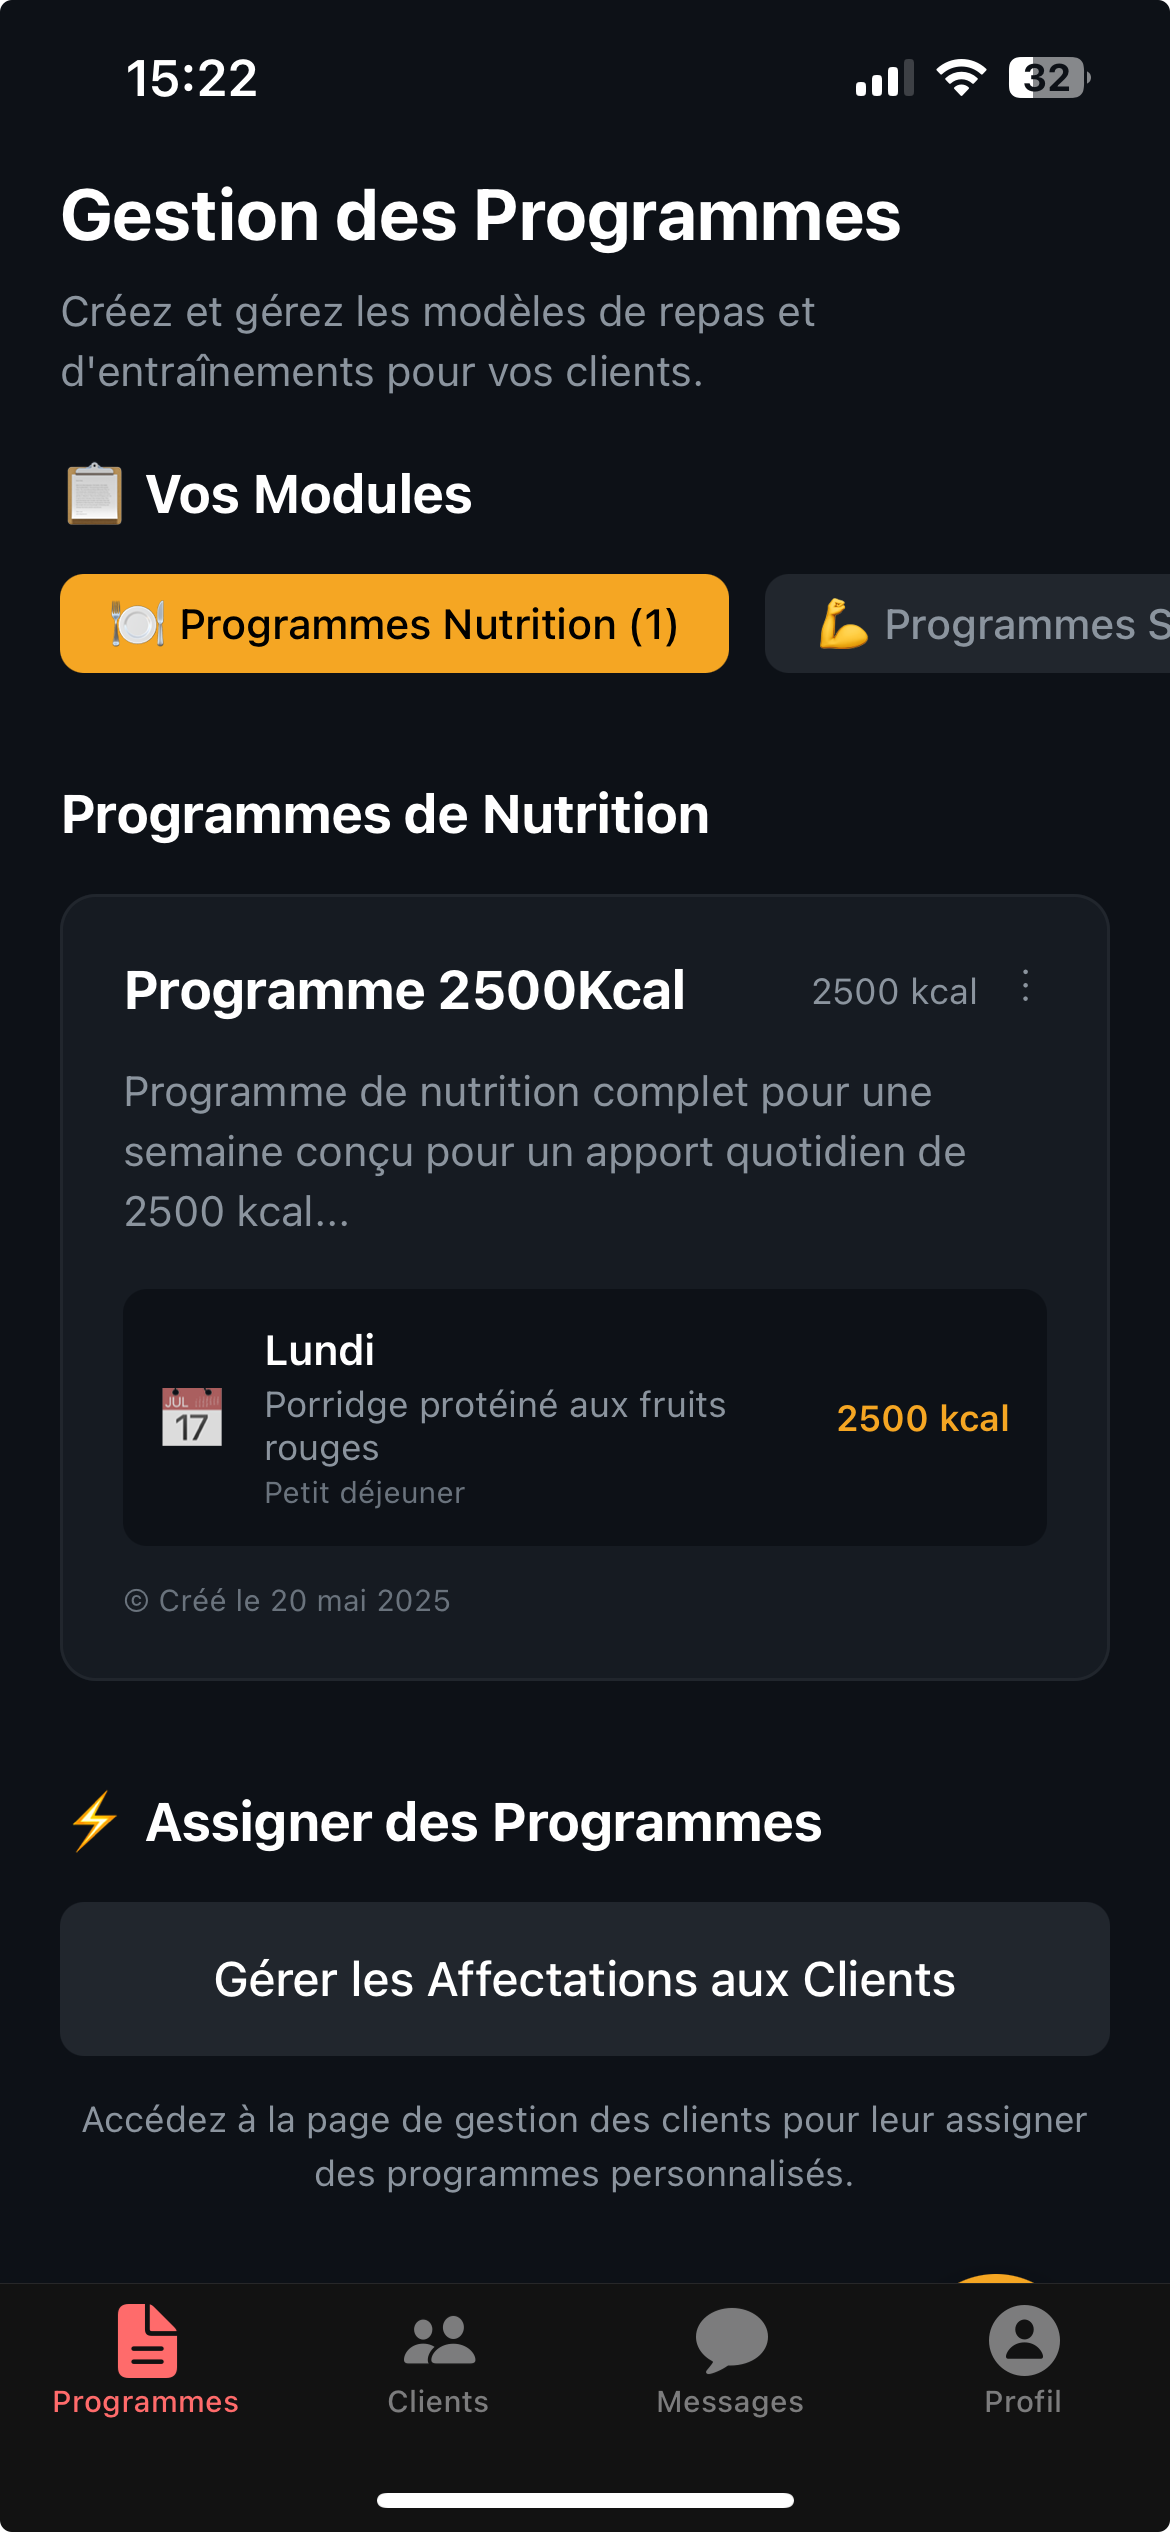 15:22
32
Gestion des Programmes
Créez et gérez les modèles de repas et
d'entraînements pour vos clients.
📋 Vos Modules
🍽️ Programmes Nutrition (1)
💪 Programmes S
Programmes de Nutrition
Programme 2500Kcal
2500 kcal
Programme de nutrition complet pour une
semaine conçu pour un apport quotidien de
2500 kcal...
Lundi
JUL
17
Porridge protéiné aux fruits
rouges
2500 kcal
Petit déjeuner
© Créé le 20 mai 2025
⚡ Assigner des Programmes
Gérer les Affectations aux Clients
Accédez à la page de gestion des clients pour leur assigner
des programmes personnalisés.
Programmes
Clients
Messages
Profil